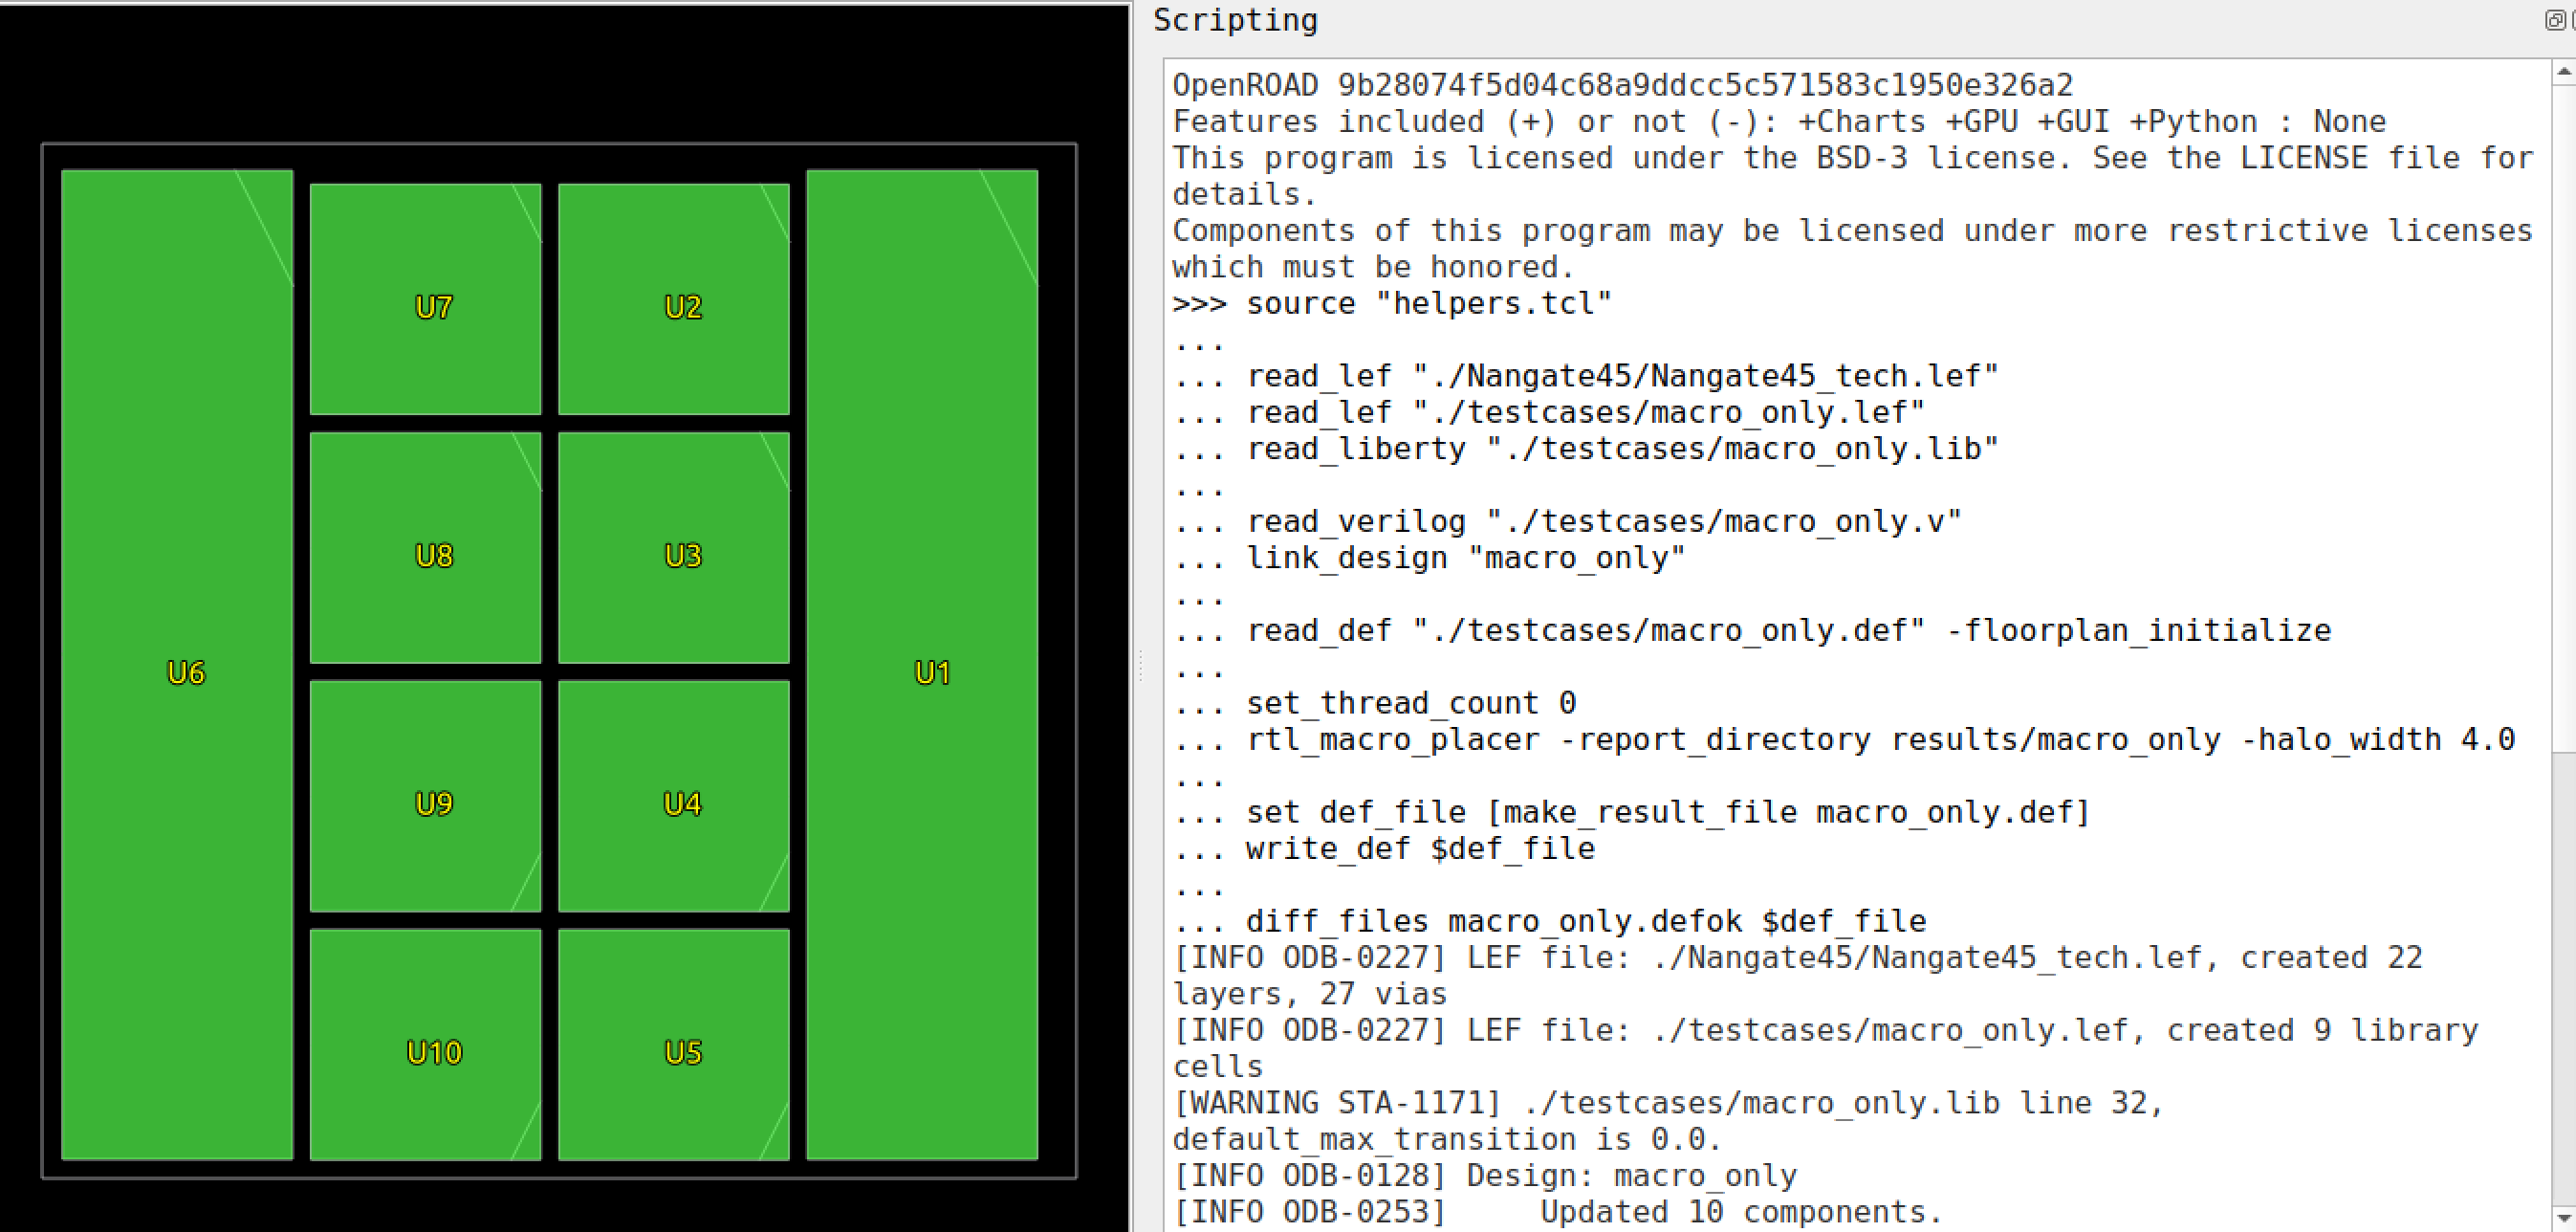 U7
U2
U8
U3
U6
U1
U9
U4
U10
U5
Scripting
OpenROAD 9b28074f5d04c68a9ddcc5c571583c1950e326a2
Features included (+) or not (-): +Charts +GPU +GUI +Python : None
This program is licensed under the BSD-3 license. See the LICENSE file for
details.
Components of this program may be licensed under more restrictive licenses
which must be honored.
>>> source "helpers.tcl"
...
... read_lef "./Nangate45/Nangate45_tech.lef"
... read_lef "./testcases/macro_only.lef"
... read_liberty "./testcases/macro_only.lib"
...
... read_verilog "./testcases/macro_only.v"
... link_design "macro_only"
...
... read_def "./testcases/macro_only.def" -floorplan_initialize
...
... set_thread_count 0
... rtl_macro_placer -report_directory results/macro_only -halo_width 4.0
...
... set def_file [make_result_file macro_only.def]
... write_def $def_file
...
... diff_files macro_only.defok $def_file
[INFO ODB-0227] LEF file: ./Nangate45/Nangate45_tech.lef, created 22
layers, 27 vias
[INFO ODB-0227] LEF file: ./testcases/macro_only.lef, created 9 library
cells
[WARNING STA-1171] ./testcases/macro_only.lib line 32,
default_max_transition is 0.0.
[INFO ODB-0128] Design: macro_only
[INFO ODB-0253]     Updated 10 components.